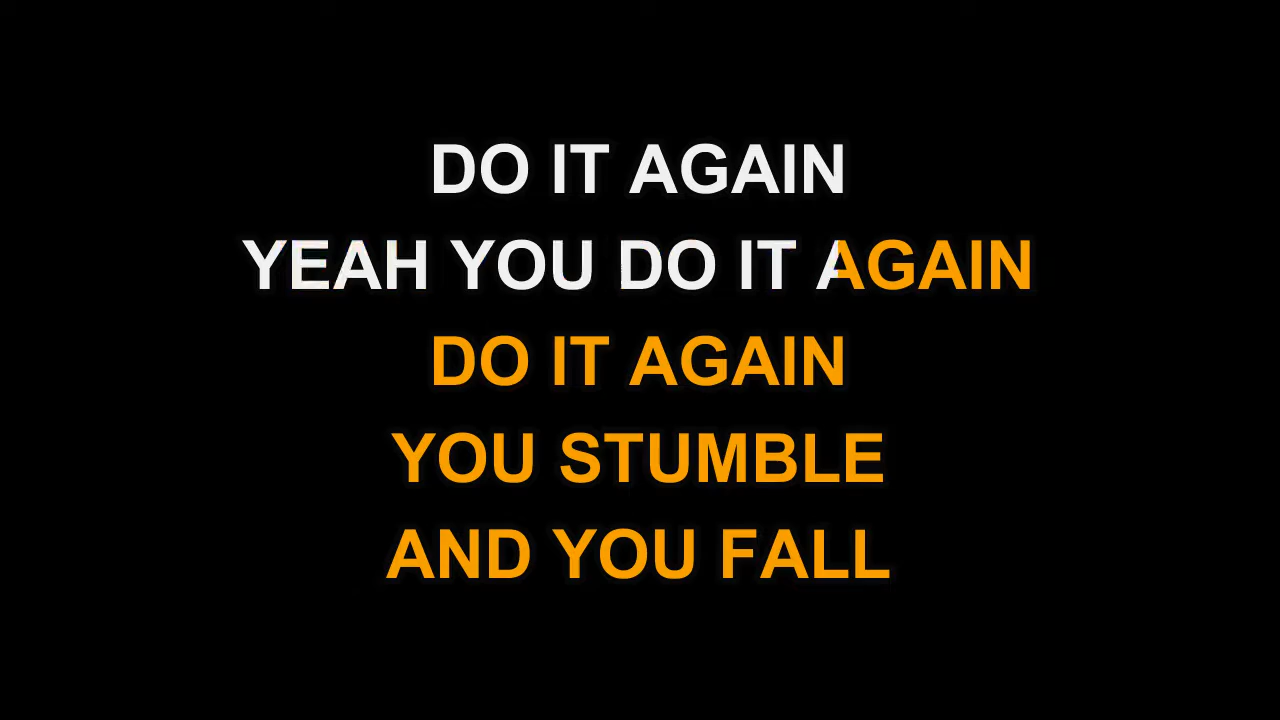 DO IT AGAIN
YEAH YOU DO IT AGAIN
DO IT AGAIN
YOU STUMBLE
AND YOU FALL